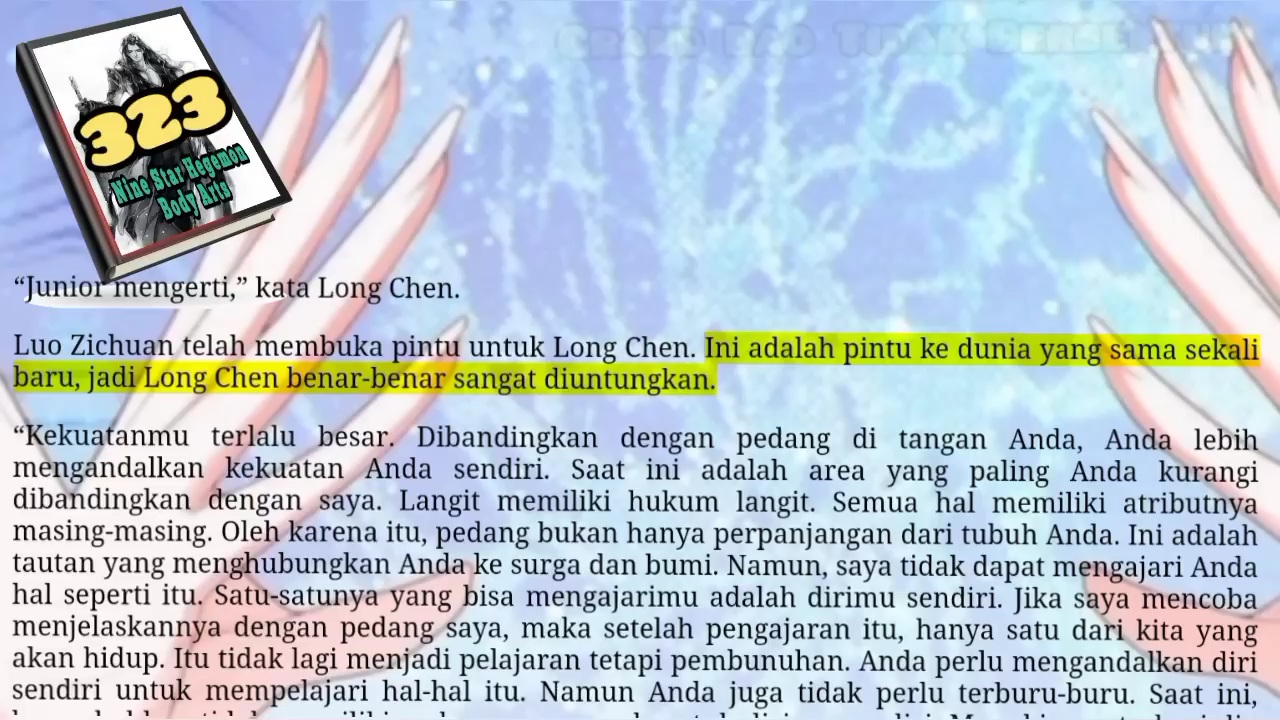 323
Nine Star Hegemon
Body Arts
“Junior mengerti,” kata Long Chen.
Luo Zichuan telah membuka pintu untuk Long Chen. Ini adalah pintu ke dunia yang sama sekali
baru, jadi Long Chen benar-benar sangat diuntungkan.
“Kekuatanmu terlalu besar. Dibandingkan dengan pedang di tangan Anda, Anda lebih
mengandalkan kekuatan Anda sendiri. Saat ini adalah area yang paling Anda kurangi
dibandingkan dengan saya. Langit memiliki hukum langit. Semua hal memiliki atributnya
masing-masing. Oleh karena itu, pedang bukan hanya perpanjangan dari tubuh Anda. Ini adalah
tautan yang menghubungkan Anda ke surga dan bumi. Namun, saya tidak dapat mengajari Anda
hal seperti itu. Satu-satunya yang bisa mengajarimu adalah dirimu sendiri. Jika saya mencoba
menjelaskannya dengan pedang saya, maka setelah pengajaran itu, hanya satu dari kita yang
akan hidup. Itu tidak lagi menjadi pelajaran tetapi pembunuhan. Anda perlu mengandalkan diri
sendiri untuk mempelajari hal-hal itu. Namun Anda juga tidak perlu terburu-buru. Saat ini,